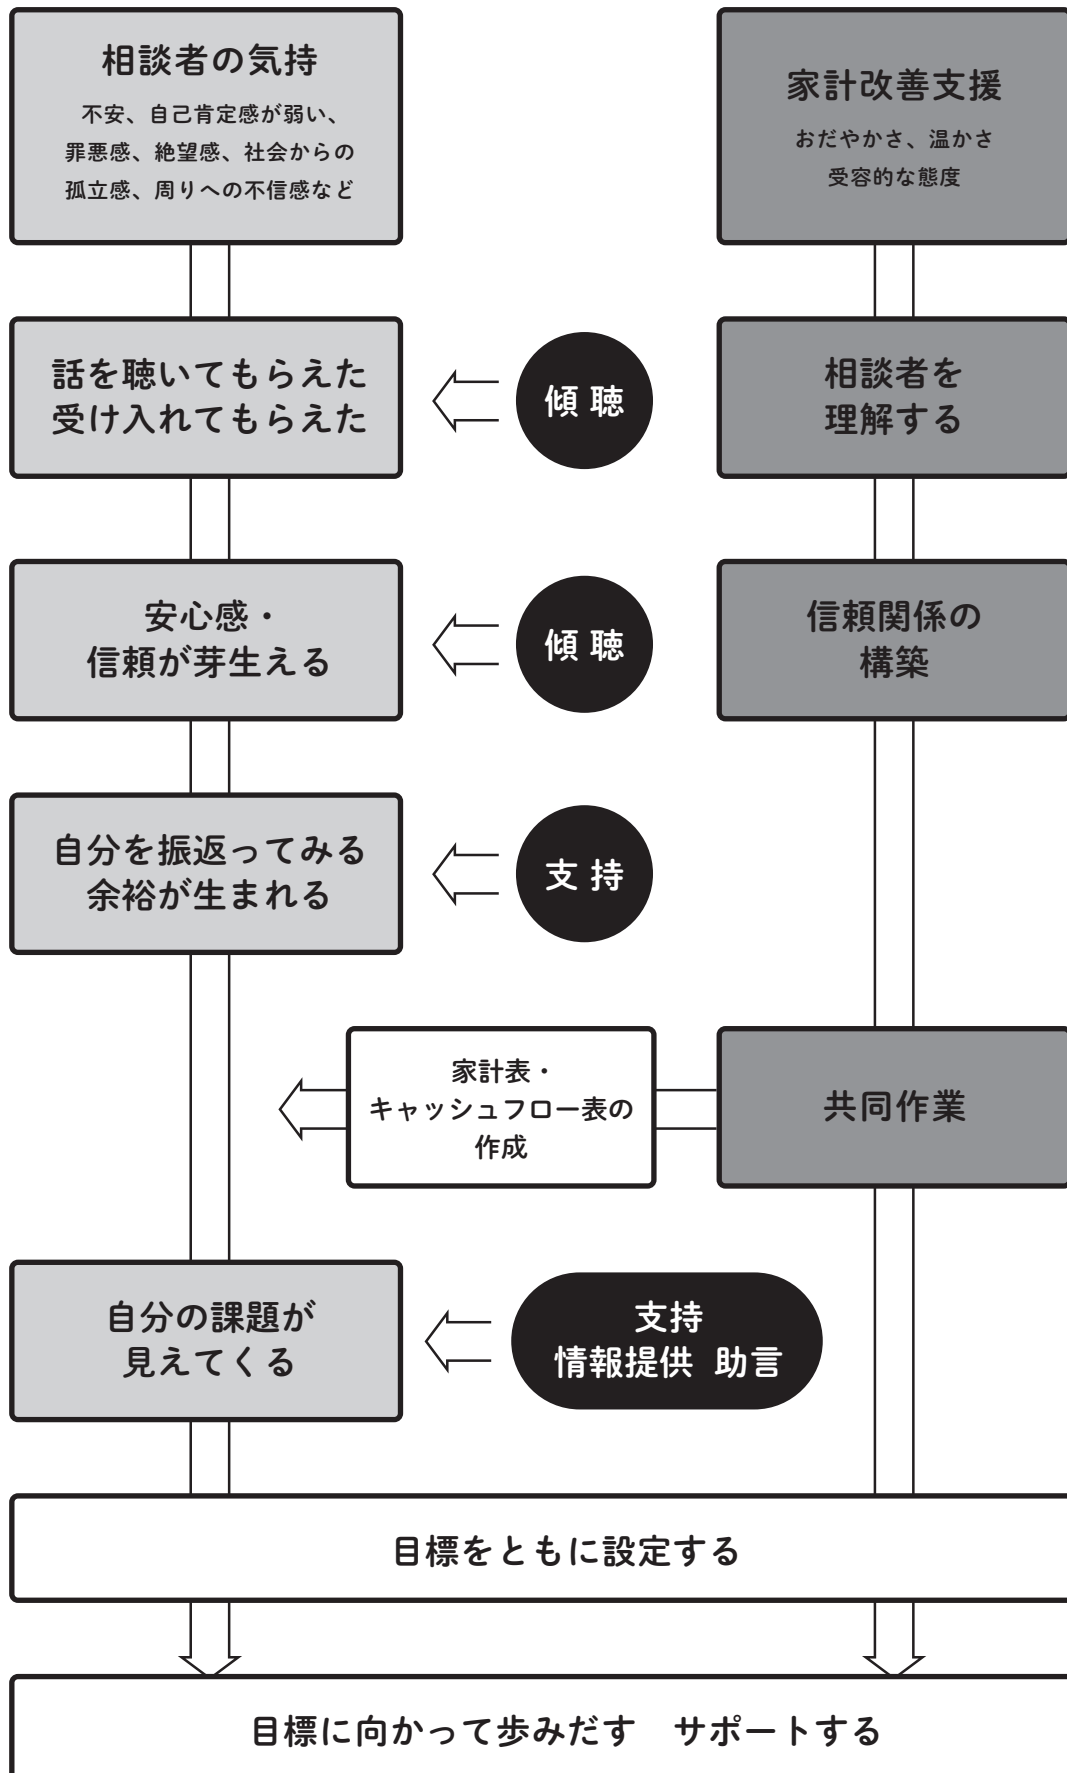 相談者の気持
不安、自己肯定感が弱い、
罪悪感、絶望感、社会からの
孤立感、周りへの不信感など
家計改善支援
おだやかさ、温かさ
受容的な態度
話を聴いてもらえた
受け入れてもらえた
傾 聴
相談者を
理解する
安心感・
信頼が芽生える
傾 聴
信頼関係の
構築
自分を振返ってみる
余裕が生まれる
支 持
家計表・
キャッシュフロー表の
作成
共同作業
自分の課題が
見えてくる
支持
情報提供 助言
目標をともに設定する
目標に向かって歩みだす　サポートする